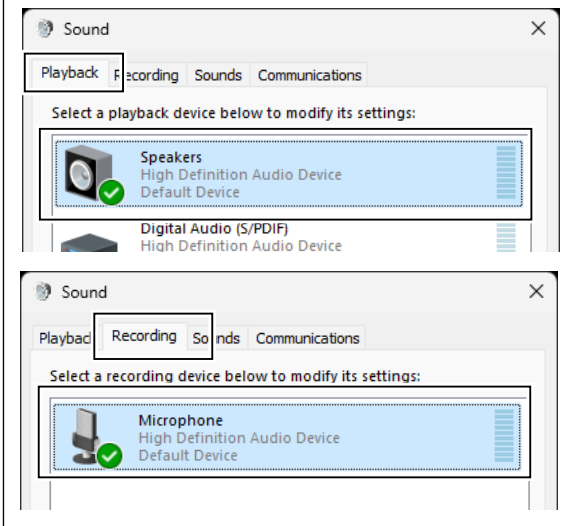 Sound
Playback Recording Sounds Communications
Select a playback device below to modify its settings:
Speakers
High Definition Audio Device
Default Device
Digital Audio (S/PDIF)
High Definition Audio Device
Sound
Playback Recording Sounds Communications
Select a recording device below to modify its settings:
Microphone
High Definition Audio Device
Default Device